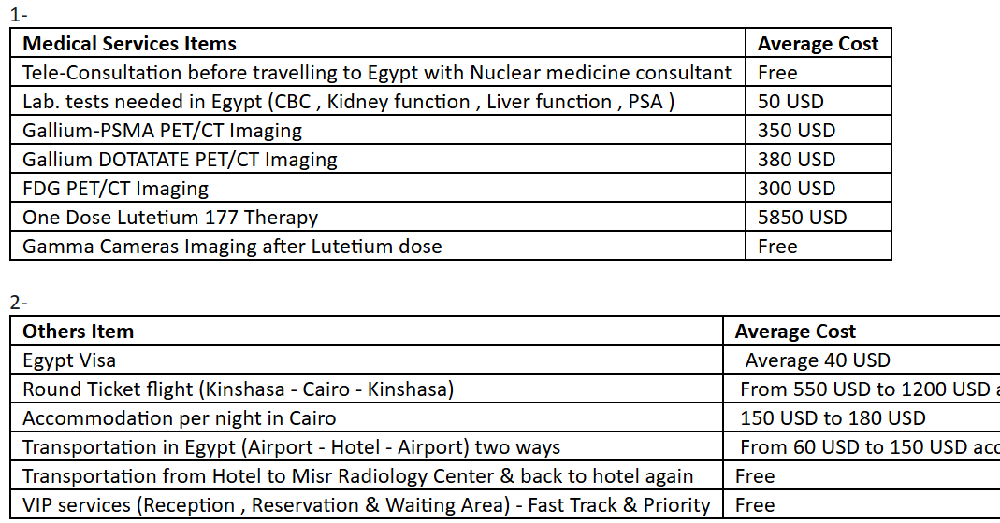 1-
Medical Services Items Average Cost
Tele-Consultation before travelling to Egypt with Nuclear medicine consultant Free
Lab. tests needed in Egypt (CBC , Kidney function , Liver function , PSA ) 50 USD
Gallium-PSMA PET/CT Imaging 350 USD
Gallium DOTATATE PET/CT Imaging 380 USD
FDG PET/CT Imaging 300 USD
One Dose Lutetium 177 Therapy 5850 USD
Gamma Cameras Imaging after Lutetium dose Free
2-
Others Item Average Cost
Egypt Visa Average 40 USD
Round Ticket flight (Kinshasa - Cairo - Kinshasa) From 550 USD to 1200 USD
Accommodation per night in Cairo 150 USD to 180 USD
Transportation in Egypt (Airport - Hotel - Airport) two ways From 60 USD to 150 USD
Transportation from Hotel to Misr Radiology Center & back to hotel again Free
VIP services (Reception , Reservation & Waiting Area) - Fast Track & Priority Free